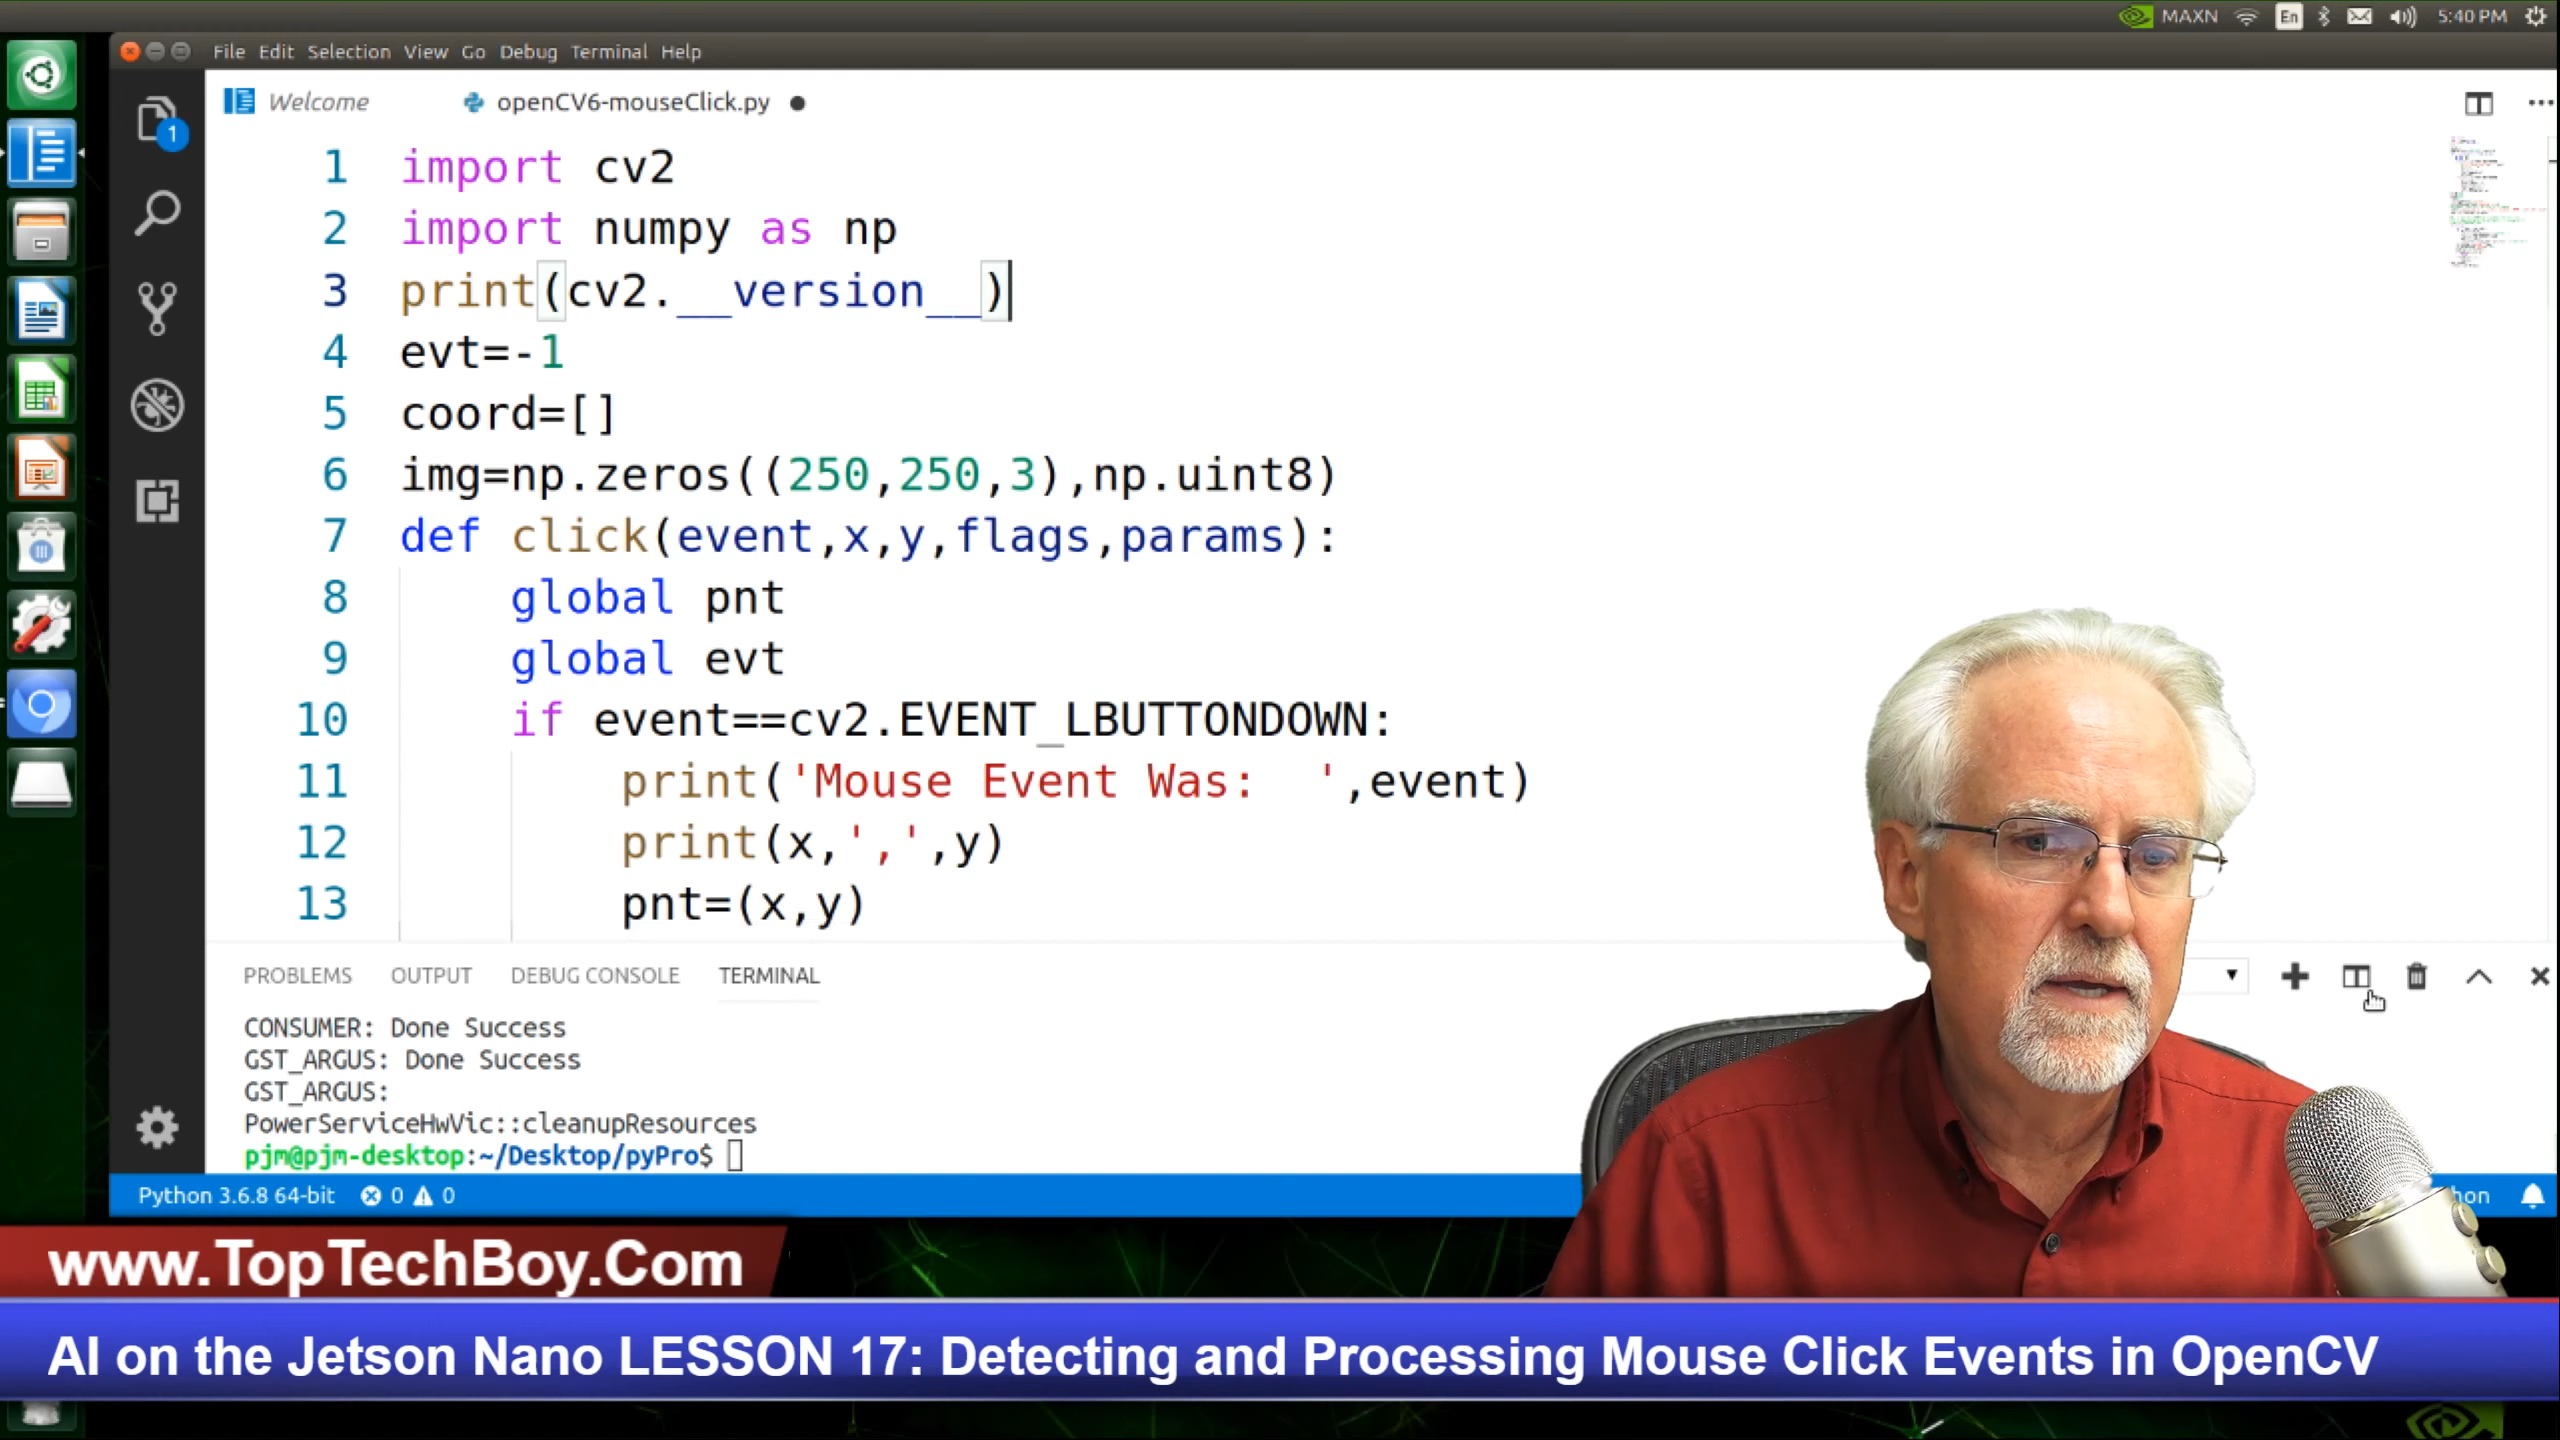 MAXN En 5:40 PM
File Edit Selection View Go Debug Terminal Help
Welcome openCV6-mouseClick.py
1
1 import cv2
2 import numpy as np
3 print(cv2.__version__)
4 evt=-1
5 coord=[]
6 img=np.zeros((250,250,3),np.uint8)
7 def click(event,x,y,flags,params):
8 global pnt
9 global evt
10 if event==cv2.EVENT_LBUTTONDOWN:
11 print('Mouse Event Was:  ',event)
12 print(x,',',y)
13 pnt=(x,y)
PROBLEMS OUTPUT DEBUG CONSOLE TERMINAL
CONSUMER: Done Success
GST_ARGUS: Done Success
GST_ARGUS:
PowerServiceHwVic::cleanupResources
pjm@pjm-desktop:~/Desktop/pyPro$
Python 3.6.8 64-bit 0 0 hon
www.TopTechBoy.Com
AI on the Jetson Nano LESSON 17: Detecting and Processing Mouse Click Events in OpenCV